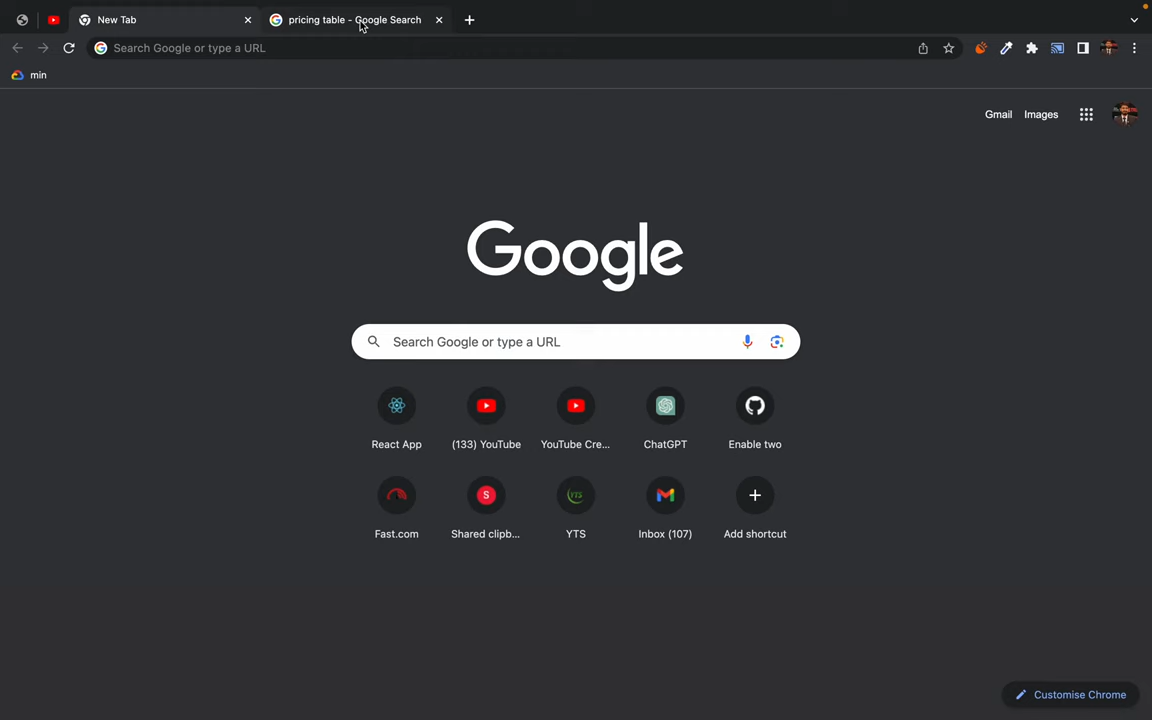 New Tab
pricing table - Google Search
Search Google or type a URL
min
Gmail Images
Google
Search Google or type a URL
React App
(133) YouTube
YouTube Cre...
ChatGPT
Enable two
Fast.com
S
Shared clipb...
YTS
YTS
Inbox (107)
Add shortcut
Customise Chrome